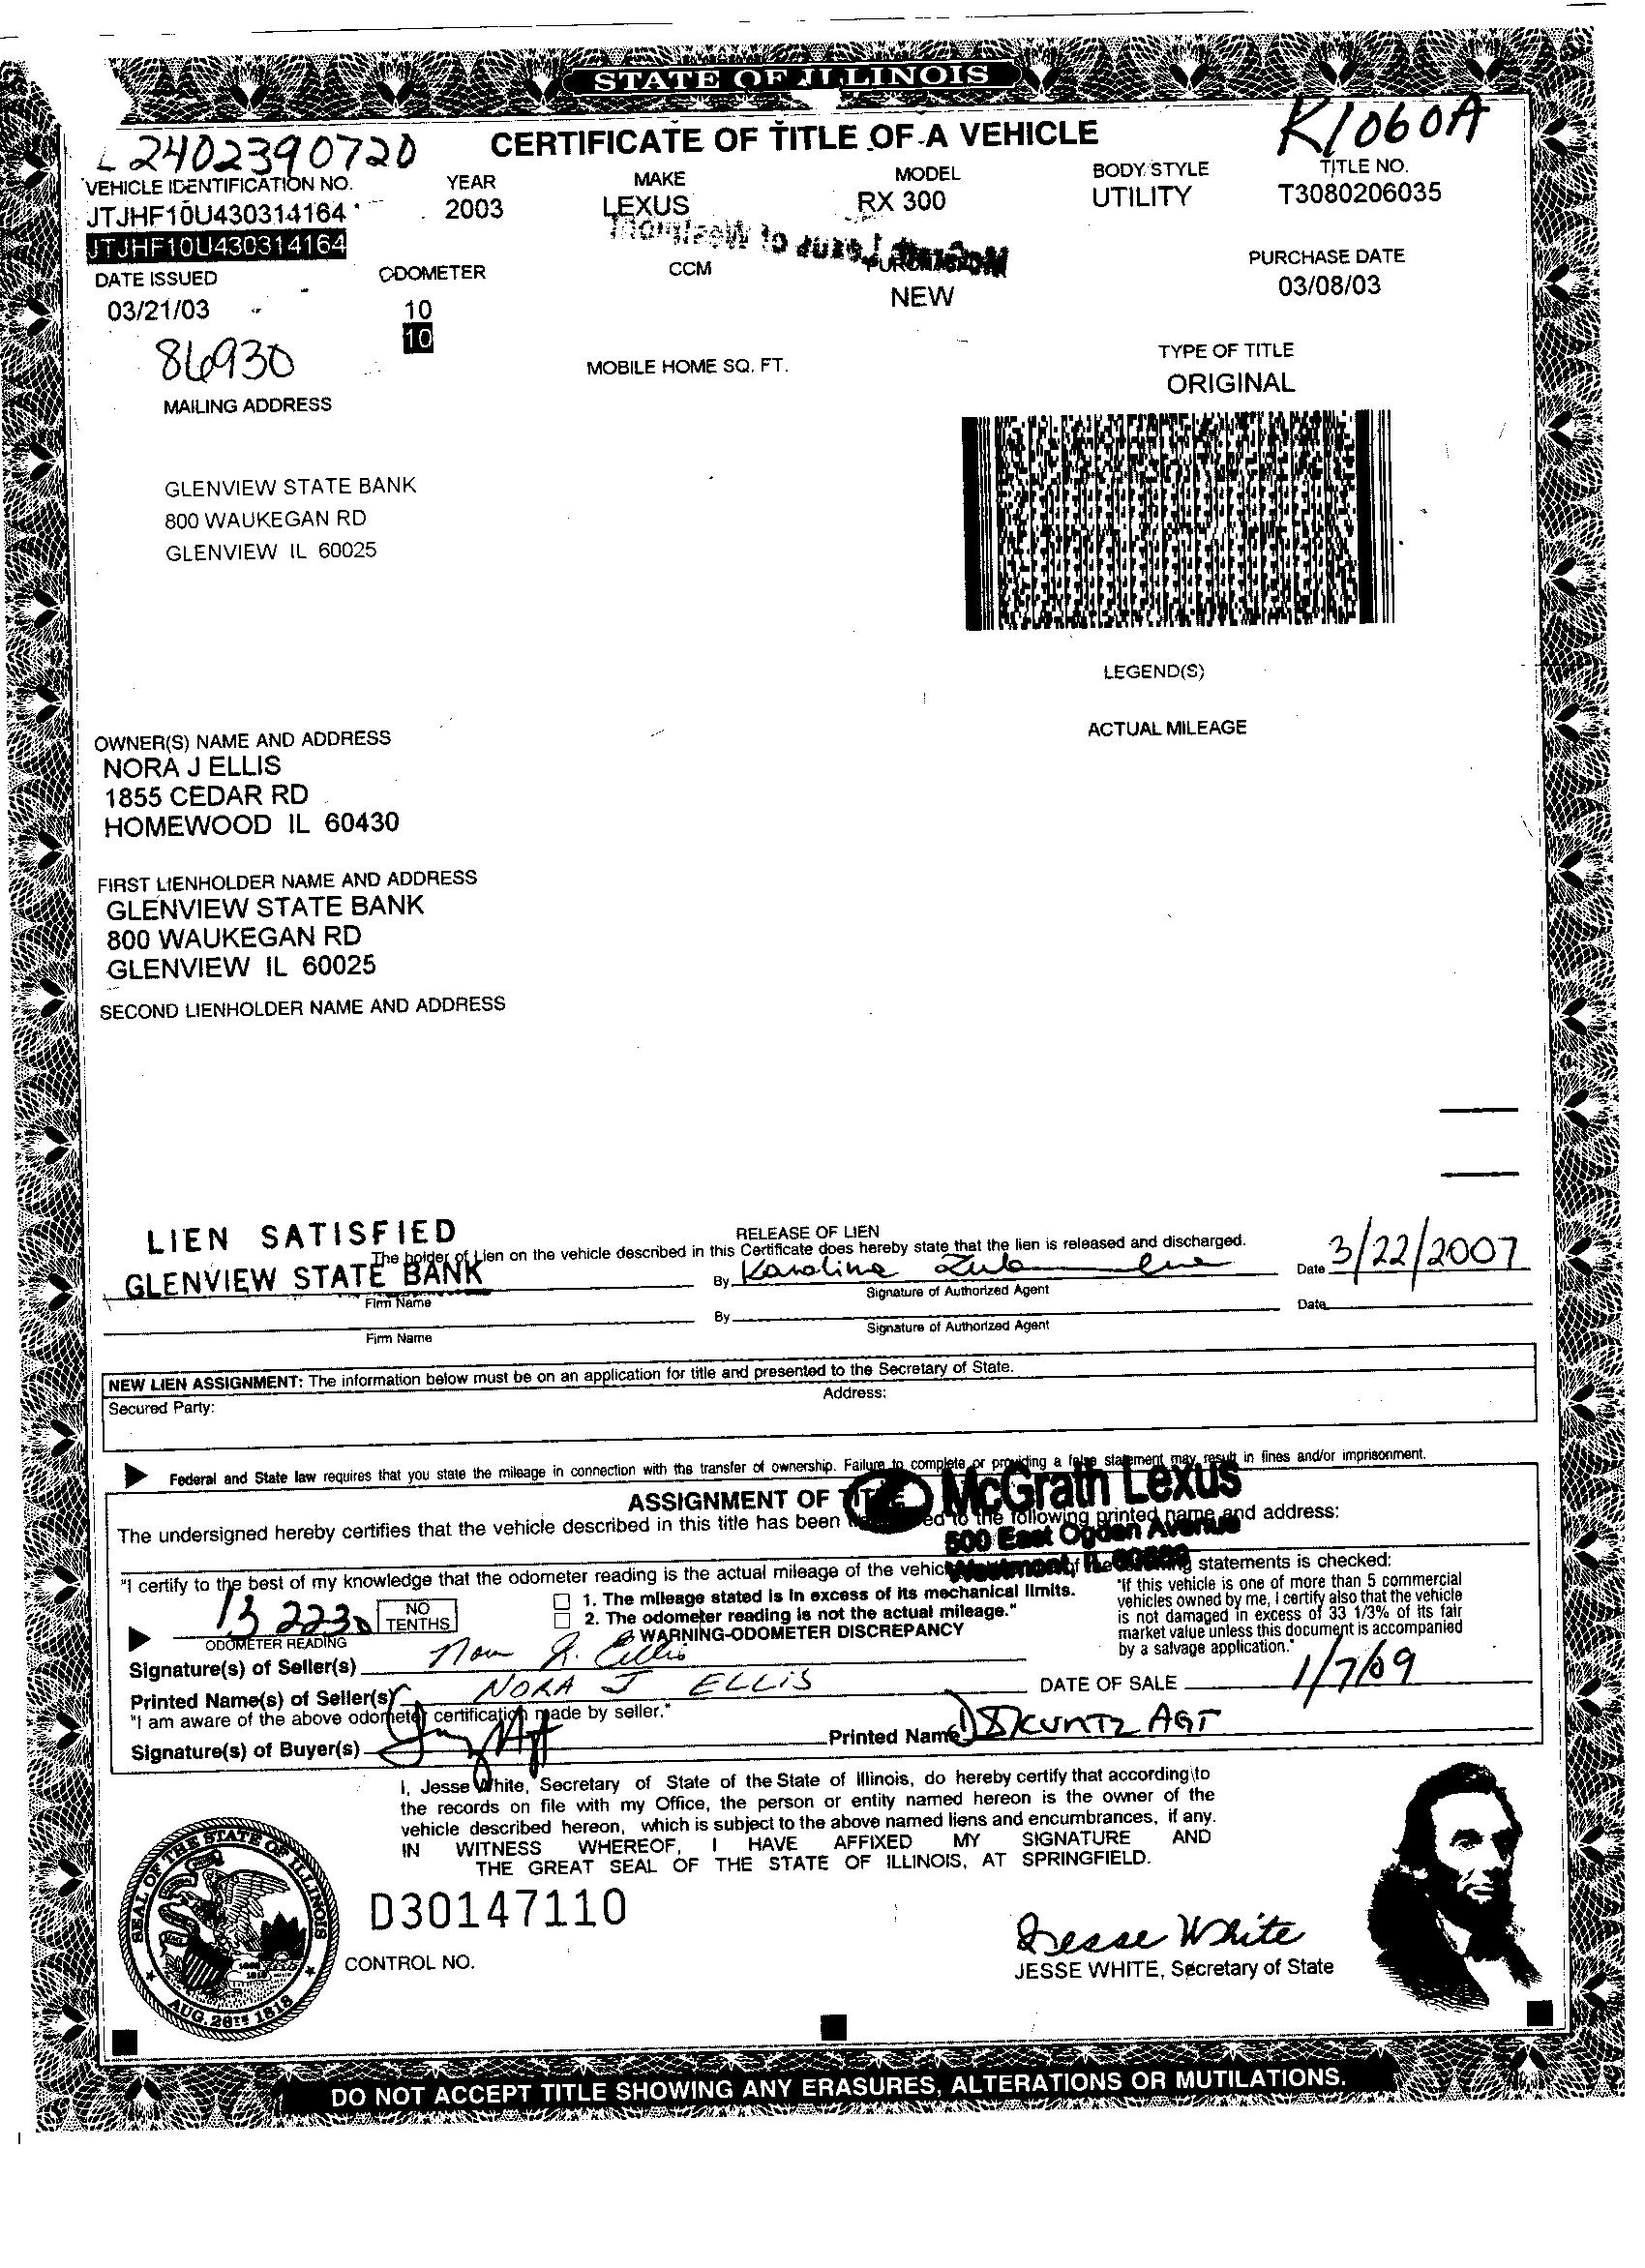 STATE OF ILLINOIS
CERTIFICATE OF TITLE OF A VEHICLE
K1060A
L2402390720
VEHICLE IDENTIFICATION NO. YEAR MAKE MODEL BODY STYLE TITLE NO.
JTJHF10U430314164 2003 LEXUS RX 300 UTILITY T3080206035
JTJHF10U430314164
McGrath Lexus of Westmont
DATE ISSUED ODOMETER CCM PURCHASE DATE
03/21/03 10 NEW 03/08/03
10
86930
MOBILE HOME SQ. FT. TYPE OF TITLE
ORIGINAL
MAILING ADDRESS
GLENVIEW STATE BANK
800 WAUKEGAN RD
GLENVIEW IL 60025
LEGEND(S)
ACTUAL MILEAGE
OWNER(S) NAME AND ADDRESS
NORA J ELLIS
1855 CEDAR RD
HOMEWOOD IL 60430
FIRST LIENHOLDER NAME AND ADDRESS
GLENVIEW STATE BANK
800 WAUKEGAN RD
GLENVIEW IL 60025
SECOND LIENHOLDER NAME AND ADDRESS
LIEN SATISFIED
RELEASE OF LIEN
The holder of Lien on the vehicle described in this Certificate does hereby state that the lien is released and discharged.
GLENVIEW STATE BANK By Karolina Date 3/22/2007
Firm Name Signature of Authorized Agent
By Date
Firm Name Signature of Authorized Agent
NEW LIEN ASSIGNMENT: The information below must be on an application for title and presented to the Secretary of State.
Secured Party: Address:
Federal and State law requires that you state the mileage in connection with the transfer of ownership. Failure to complete or providing a false statement may result in fines and/or imprisonment.
ASSIGNMENT OF TITLE
McGrath Lexus
The undersigned hereby certifies that the vehicle described in this title has been to the following printed name and address:
500 East Ogden Avenue
Westmont, IL
"I certify to the best of my knowledge that the odometer reading is the actual mileage of the vehicle statements is checked:
132230 NO TENTHS
ODOMETER READING
1. The mileage stated is in excess of its mechanical limits.
2. The odometer reading is not the actual mileage."
WARNING-ODOMETER DISCREPANCY
"If this vehicle is one of more than 5 commercial
vehicles owned by me, I certify also that the vehicle
is not damaged in excess of 33 1/3% of its fair
market value unless this document is accompanied
by a salvage application."
Signature(s) of Seller(s) Nora J. Ellis
Printed Name(s) of Seller(s) NORA J ELLIS DATE OF SALE 1/7/09
"I am aware of the above odometer certification made by seller."
Signature(s) of Buyer(s) Printed Name D SKUNTZ AGT
I, Jesse White, Secretary of State of the State of Illinois, do hereby certify that according to
the records on file with my Office, the person or entity named hereon is the owner of the
vehicle described hereon, which is subject to the above named liens and encumbrances, if any.
IN WITNESS WHEREOF, I HAVE AFFIXED MY SIGNATURE AND
THE GREAT SEAL OF THE STATE OF ILLINOIS, AT SPRINGFIELD.
SEAL OF THE STATE OF ILLINOIS
AUG. 26TH 1818
D30147110
CONTROL NO.
Jesse White
JESSE WHITE, Secretary of State
DO NOT ACCEPT TITLE SHOWING ANY ERASURES, ALTERATIONS OR MUTILATIONS.